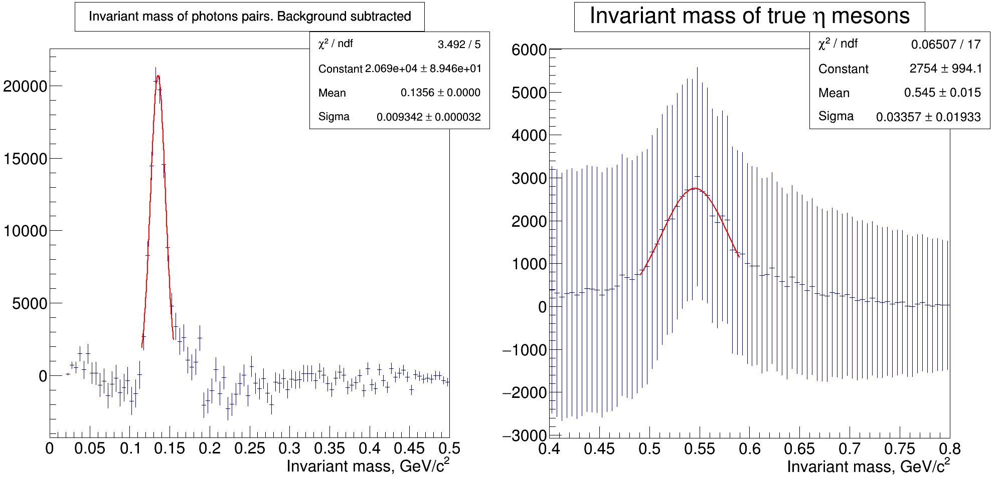 Invariant mass of photons pairs. Background subtracted
χ² / ndf 3.492 / 5
Constant 2.069e+04 ± 8.946e+01
Mean 0.1356 ± 0.0000
Sigma 0.009342 ± 0.000032
20000
15000
10000
5000
0
0 0.05 0.1 0.15 0.2 0.25 0.3 0.35 0.4 0.45 0.5
Invariant mass, GeV/c²
Invariant mass of true η mesons
χ² / ndf 0.06507 / 17
Constant 2754 ± 994.1
Mean 0.545 ± 0.015
Sigma 0.03357 ± 0.01933
6000
5000
4000
3000
2000
1000
0
−1000
−2000
−3000
0.4 0.45 0.5 0.55 0.6 0.65 0.7 0.75 0.8
Invariant mass, GeV/c²